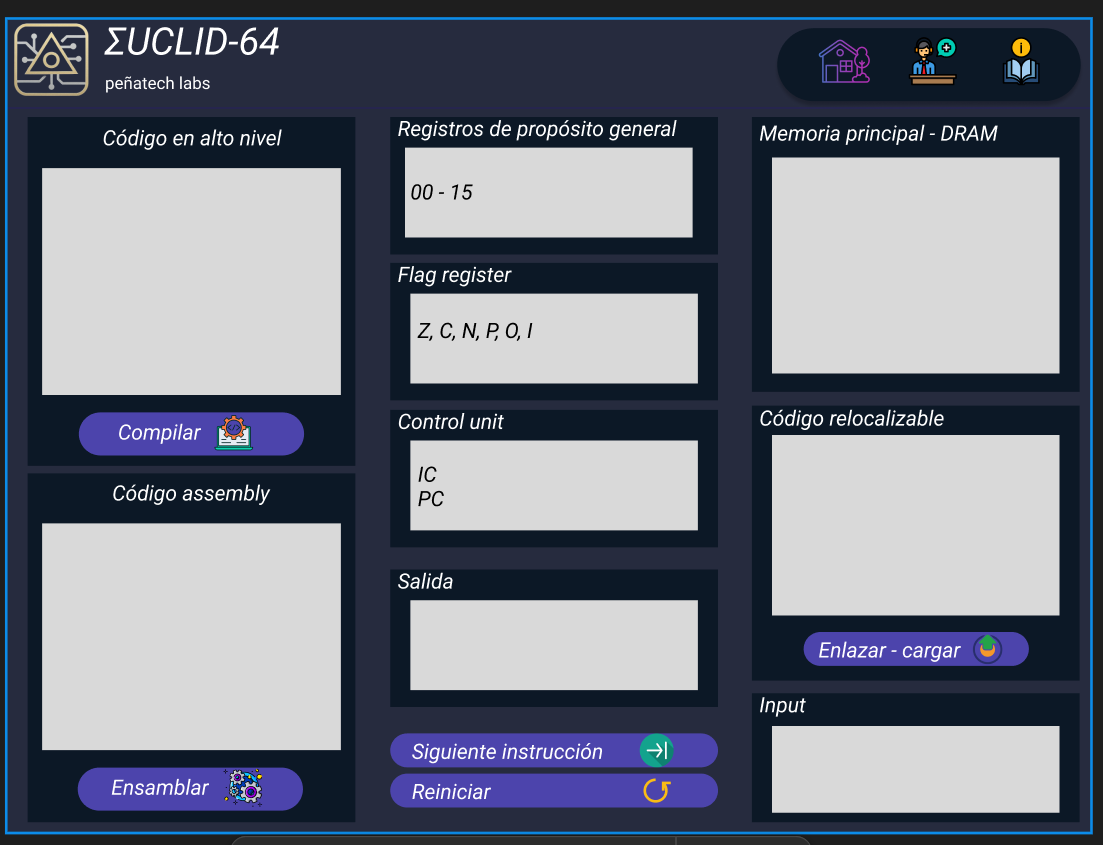 ΣUCLID-64
peñatech labs
Código en alto nivel
Compilar
Código assembly
Ensamblar
Registros de propósito general
00 - 15
Flag register
Z, C, N, P, O, I
Control unit
IC
PC
Salida
Siguiente instrucción
Reiniciar
Memoria principal - DRAM
Código relocalizable
Enlazar - cargar
Input